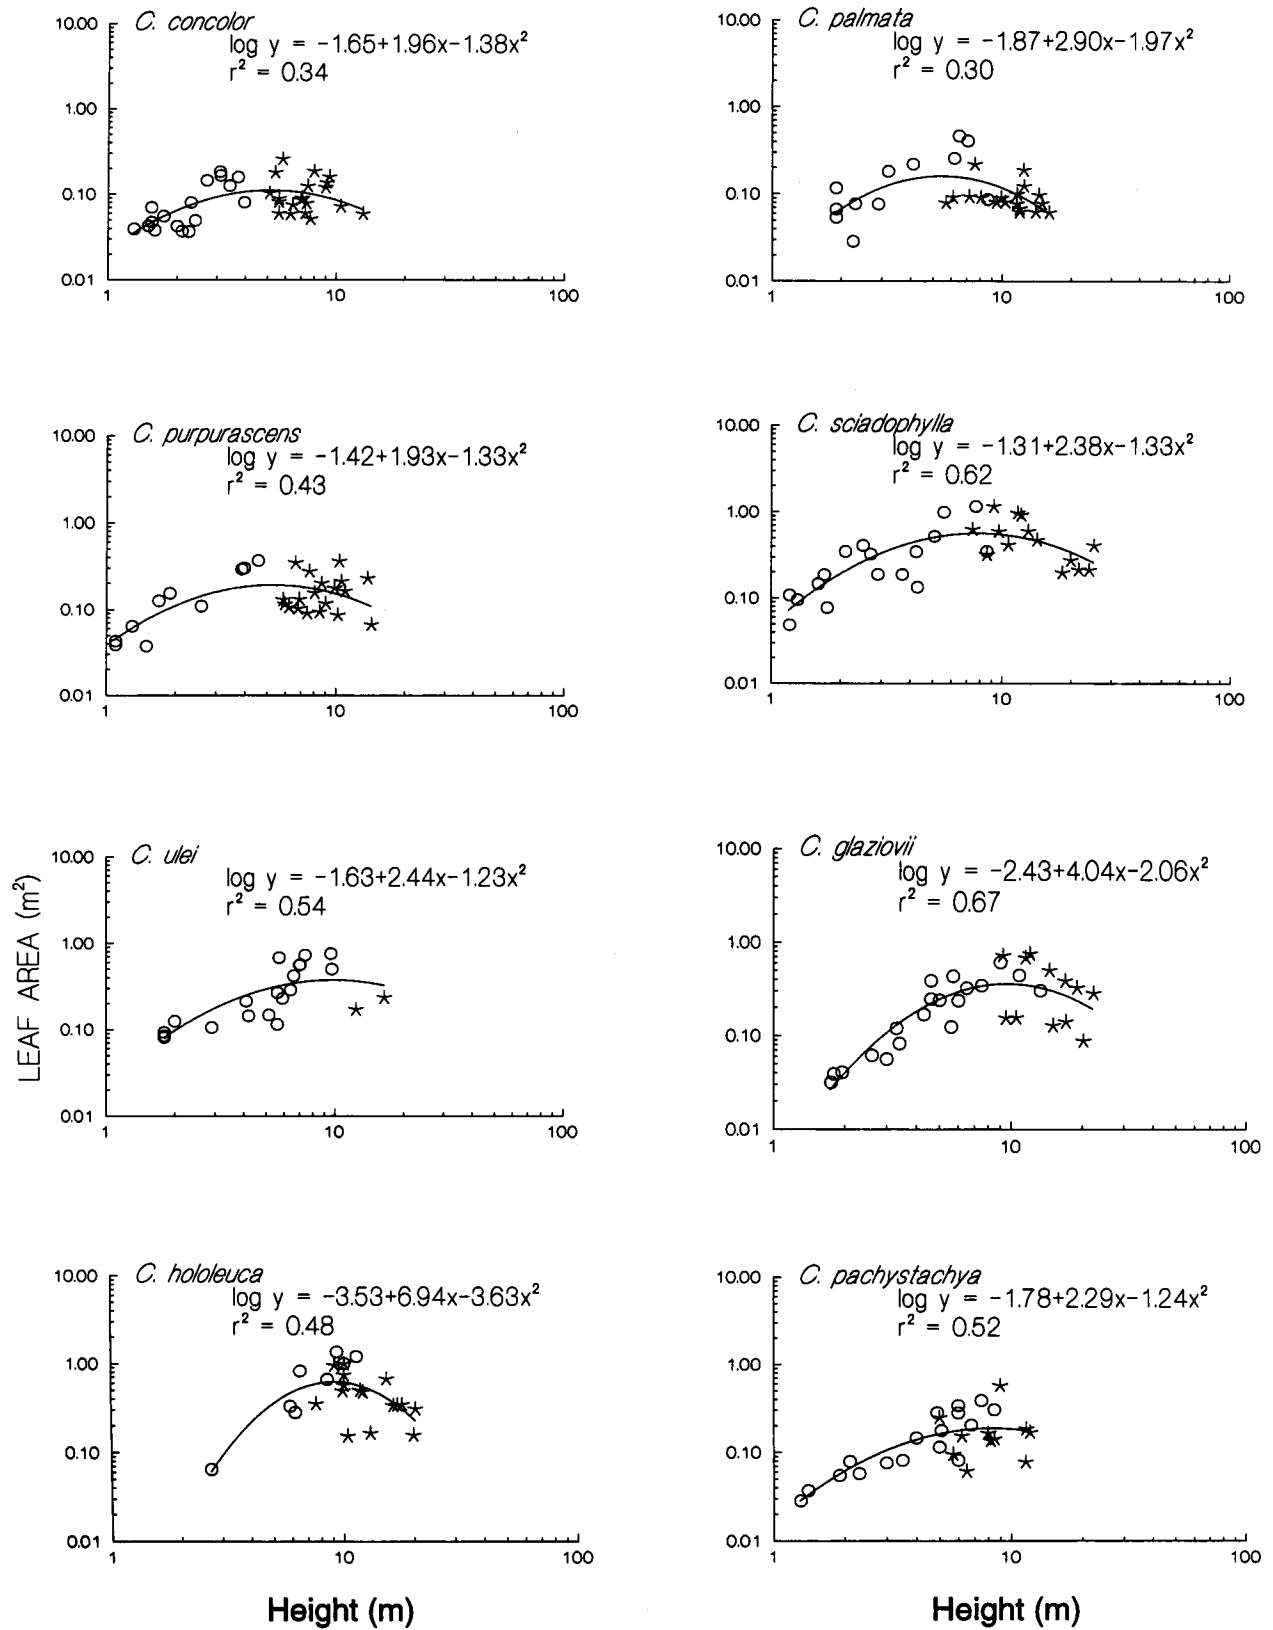 C. concolor
log y = -1.65+1.96x-1.38x²
r² = 0.34
10.00
1.00
0.10
0.01
1
10
100
C. palmata
log y = -1.87+2.90x-1.97x²
r² = 0.30
10.00
1.00
0.10
0.01
1
10
100
C. purpurascens
log y = -1.42+1.93x-1.33x²
r² = 0.43
10.00
1.00
0.10
0.01
1
10
100
C. sciadophylla
log y = -1.31+2.38x-1.33x²
r² = 0.62
10.00
1.00
0.10
0.01
1
10
100
LEAF AREA (m²)
C. ulei
log y = -1.63+2.44x-1.23x²
r² = 0.54
10.00
1.00
0.10
0.01
1
10
100
C. glaziovii
log y = -2.43+4.04x-2.06x²
r² = 0.67
10.00
1.00
0.10
0.01
1
10
100
C. hololeuca
log y = -3.53+6.94x-3.63x²
r² = 0.48
10.00
1.00
0.10
0.01
1
10
100
Height (m)
C. pachystachya
log y = -1.78+2.29x-1.24x²
r² = 0.52
10.00
1.00
0.10
0.01
1
10
100
Height (m)